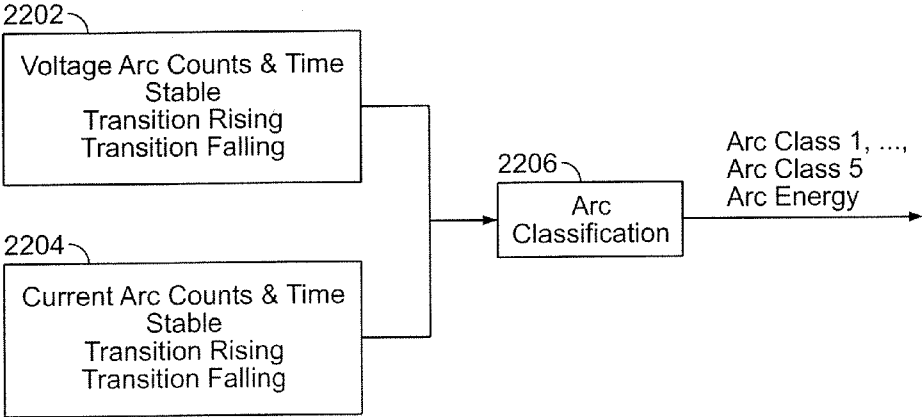 2202
Voltage Arc Counts & Time
Stable
Transition Rising
Transition Falling
2204
Current Arc Counts & Time
Stable
Transition Rising
Transition Falling
2206
Arc
Classification
Arc Class 1, ...,
Arc Class 5
Arc Energy